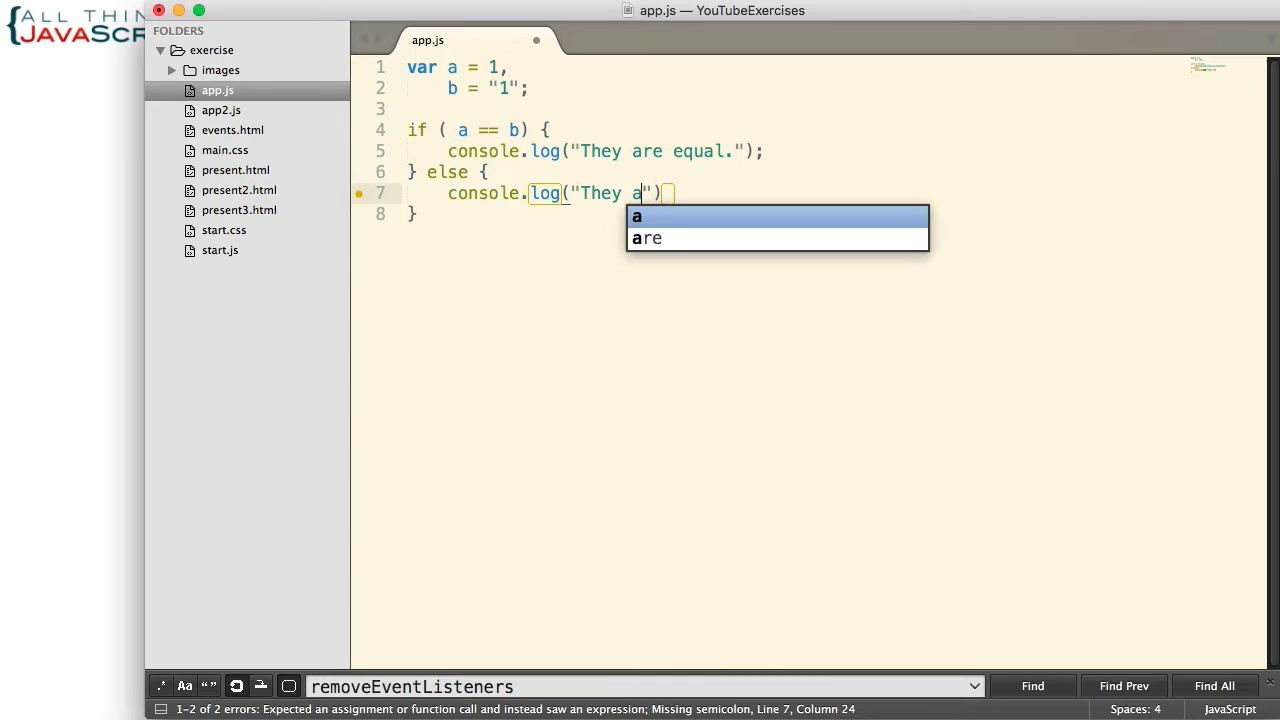 {ALL THIN
JAVASCR
app.js — YouTubeExercises
FOLDERS
exercise
images
app.js
app2.js
events.html
main.css
present.html
present2.html
present3.html
start.css
start.js
app.js
1 var a = 1,
2     b = "1";
3
4 if ( a == b) {
5     console.log("They are equal.");
6 } else {
7     console.log("They a")
8 }
a
are
.* Aa “ ” removeEventListeners Find Find Prev Find All
1-2 of 2 errors: Expected an assignment or function call and instead saw an expression; Missing semicolon, Line 7, Column 24 Spaces: 4 JavaScript